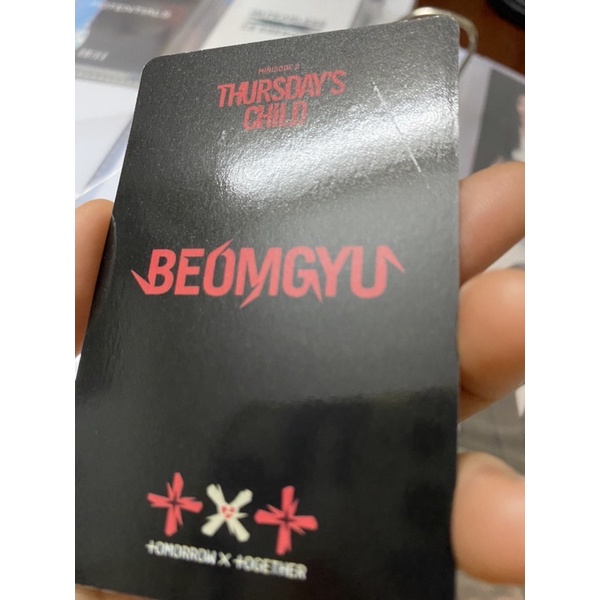 MINISODE 2
THURSDAY'S
CHILD
BEOMGYU
TOMORROW X TOGETHER